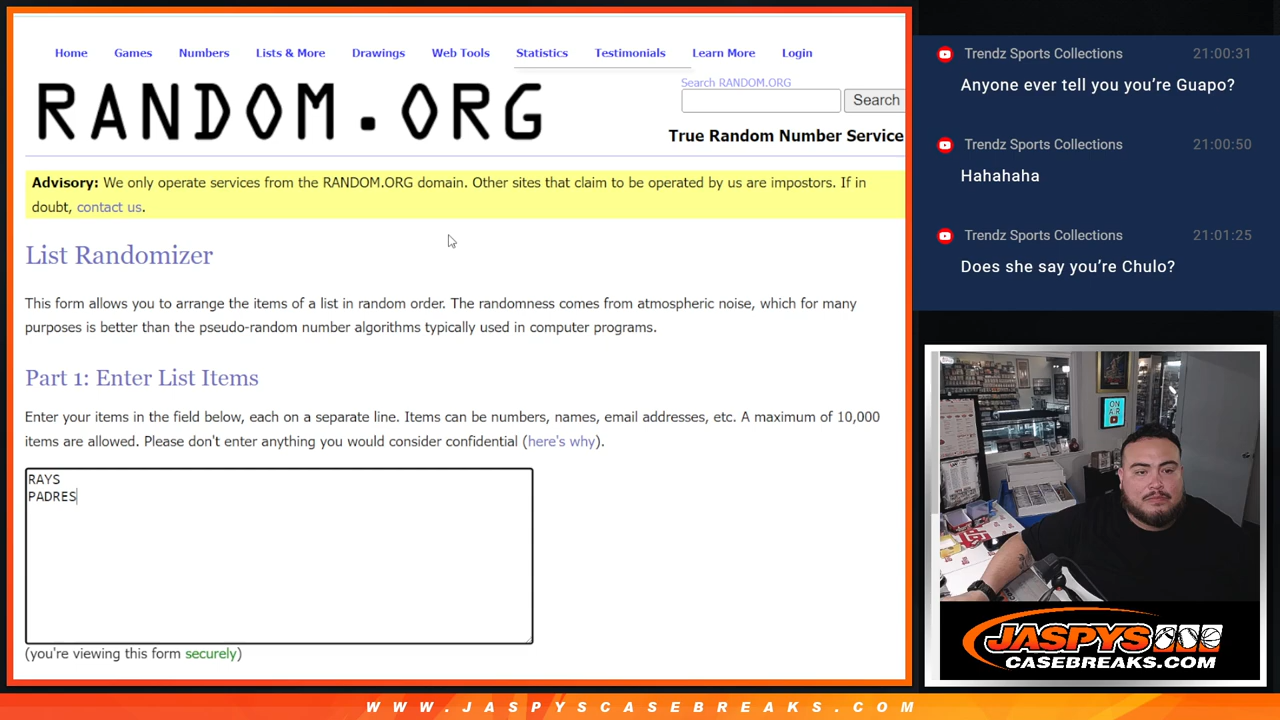 Home Games Numbers Lists & More Drawings Web Tools Statistics Testimonials Learn More Login
RANDOM.ORG
Search RANDOM.ORG
Search
True Random Number Service
Advisory: We only operate services from the RANDOM.ORG domain. Other sites that claim to be operated by us are impostors. If in
doubt, contact us.
List Randomizer
This form allows you to arrange the items of a list in random order. The randomness comes from atmospheric noise, which for many
purposes is better than the pseudo-random number algorithms typically used in computer programs.
Part 1: Enter List Items
Enter your items in the field below, each on a separate line. Items can be numbers, names, email addresses, etc. A maximum of 10,000
items are allowed. Please don't enter anything you would consider confidential (here's why).
RAYS
PADRES
(you're viewing this form securely)
Trendz Sports Collections 21:00:31
Anyone ever tell you you’re Guapo?
Trendz Sports Collections 21:00:50
Hahahaha
Trendz Sports Collections 21:01:25
Does she say you’re Chulo?
ON
AIR
JASPYS
CASEBREAKS.COM
WWW.JASPYSCASEBREAKS.COM